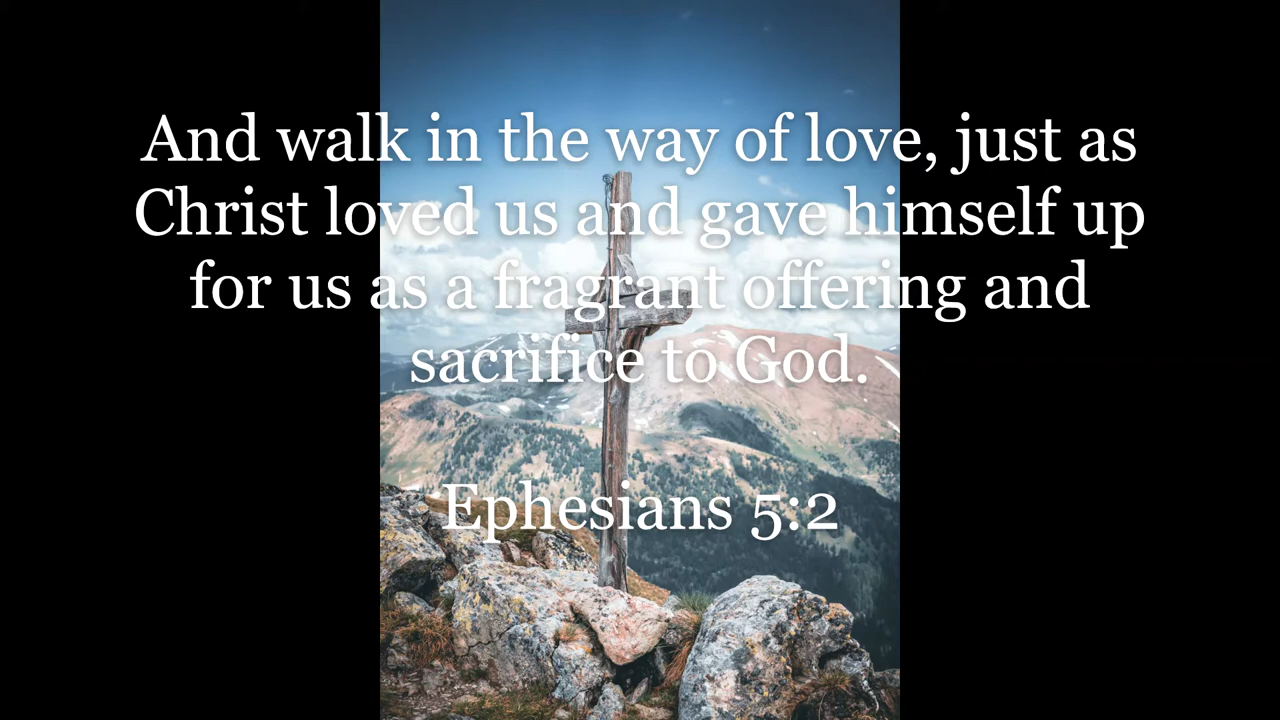 And walk in the way of love, just as
Christ loved us and gave himself up
for us as a fragrant offering and
sacrifice to God.
Ephesians 5:2